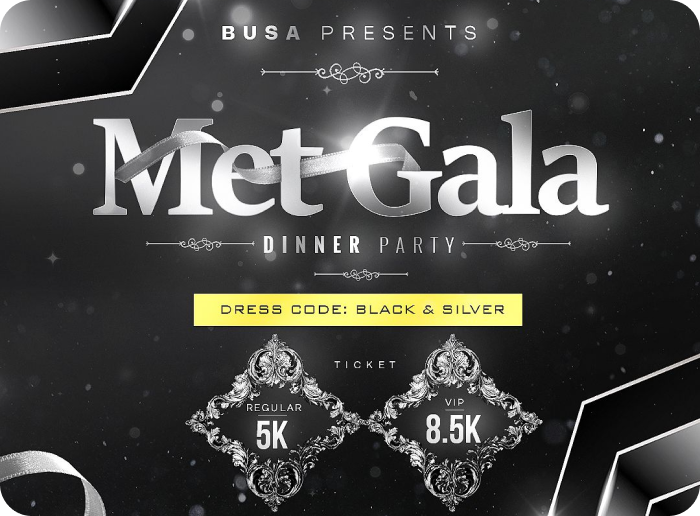 BUSA PRESENTS
Met Gala
DINNER PARTY
DRESS CODE: BLACK & SILVER
TICKET
REGULAR
5K
VIP
8.5K